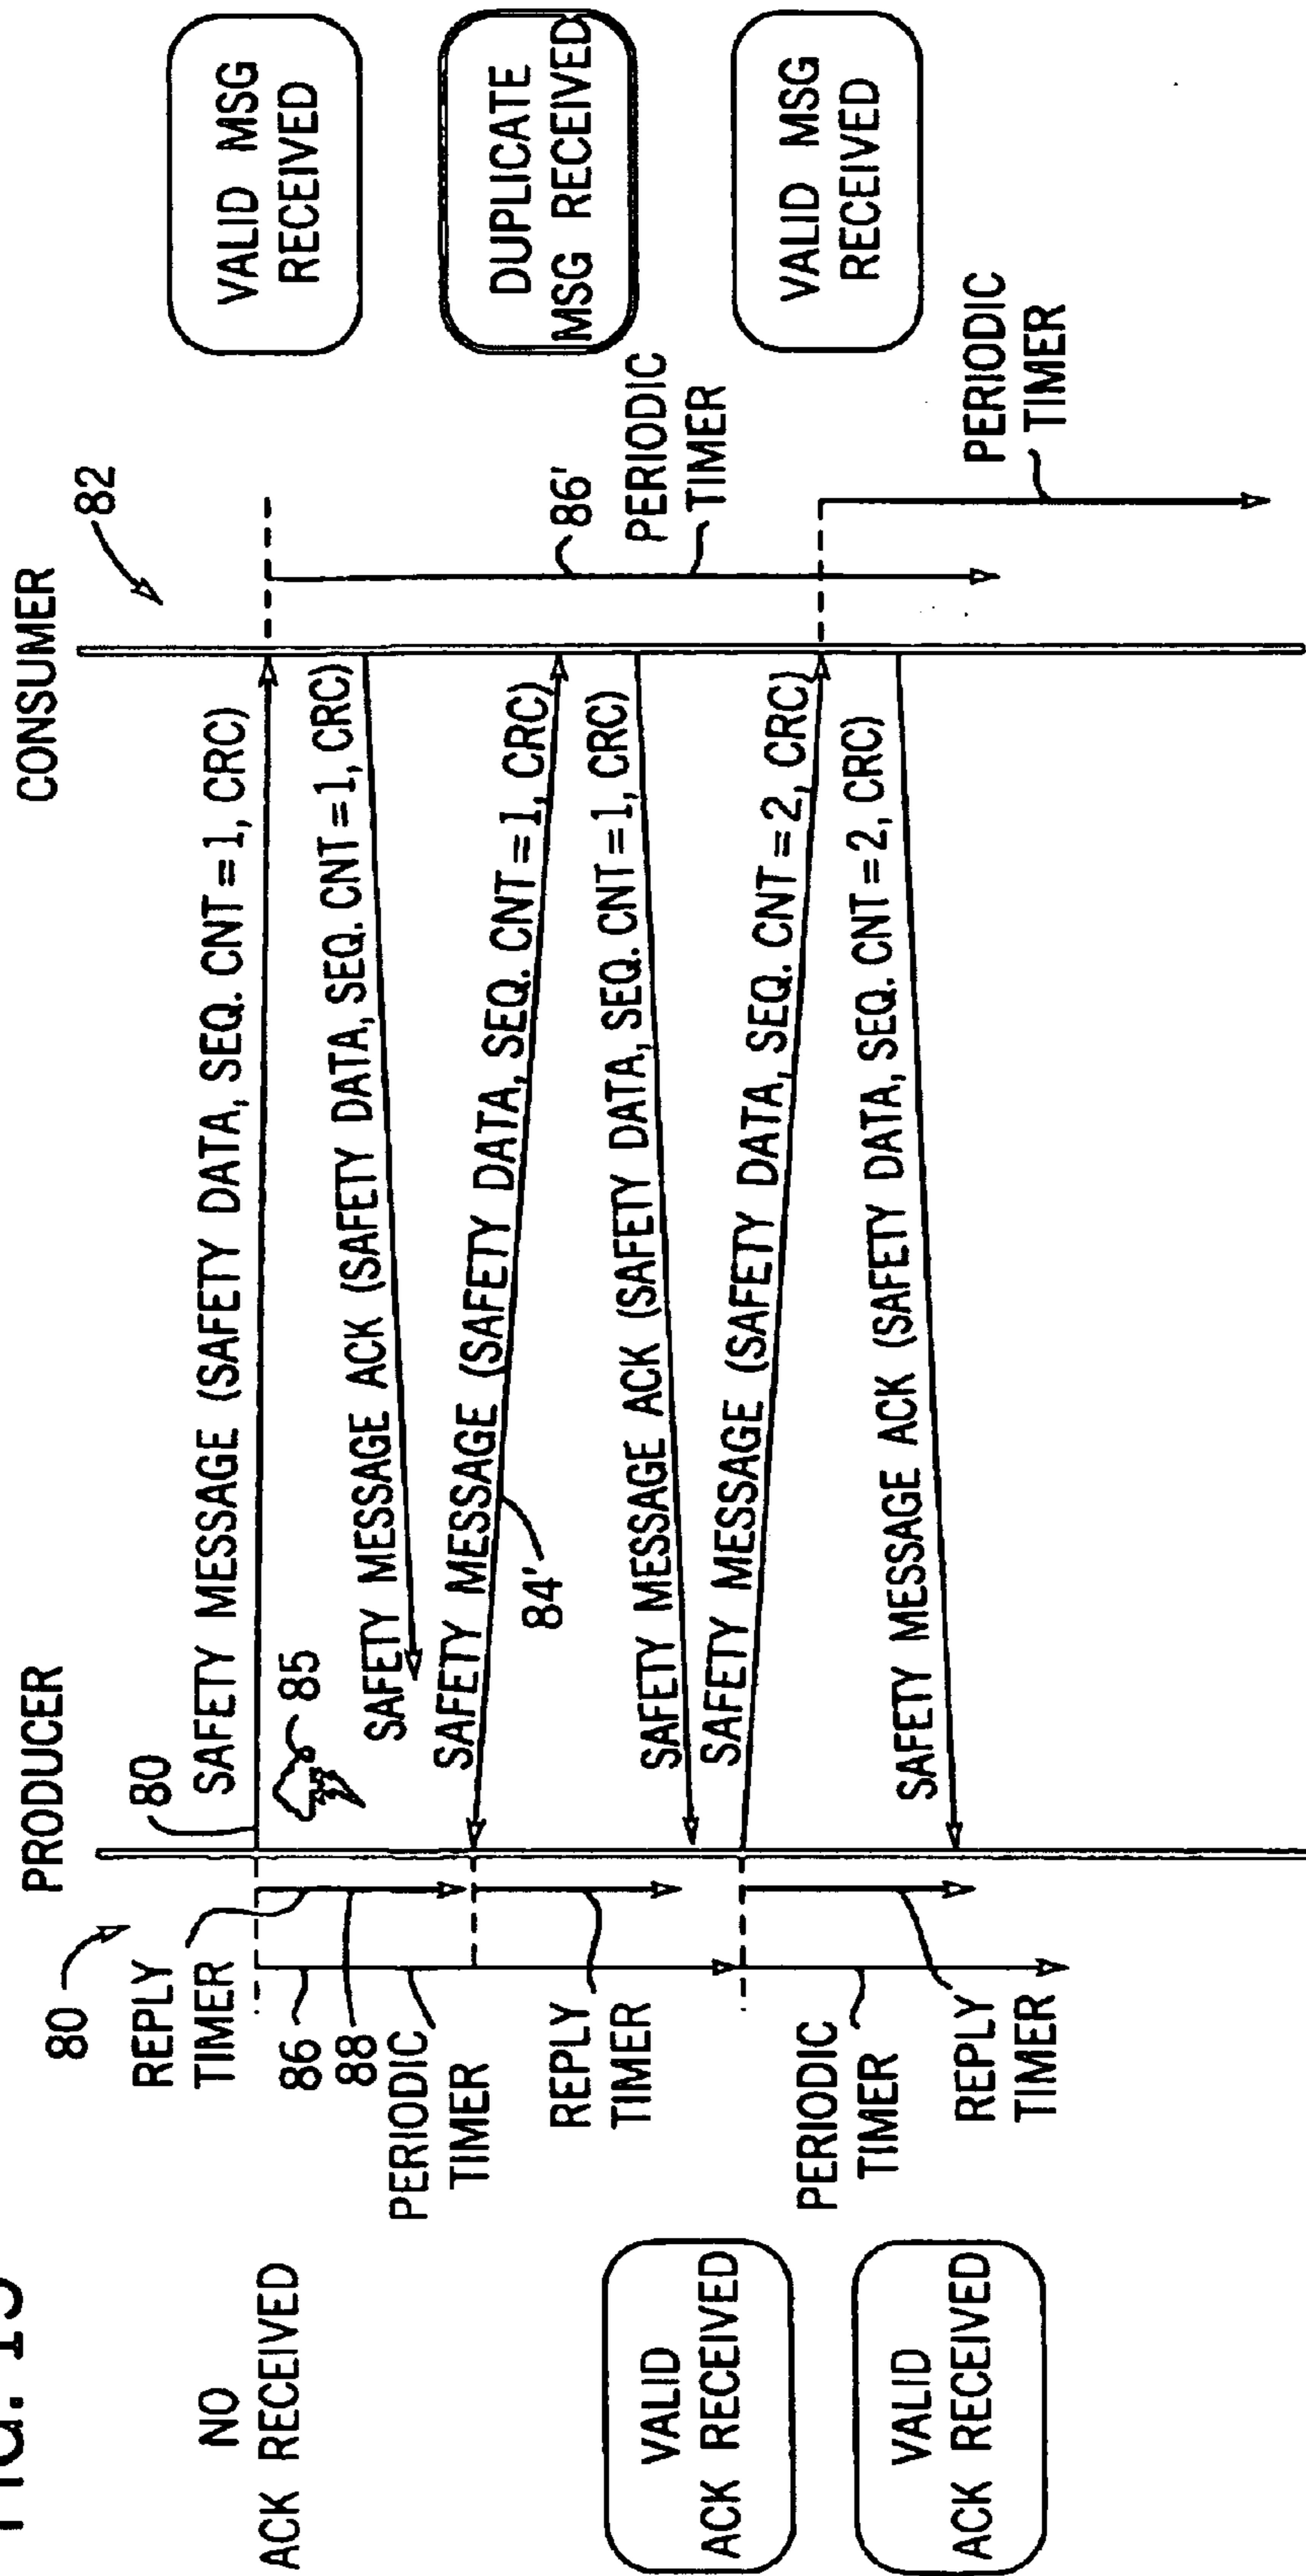 FIG. 15
PRODUCER
CONSUMER
80
80
82
REPLY
TIMER
SAFETY MESSAGE (SAFETY DATA, SEQ. CNT=1, CRC)
VALID MSG
RECEIVED
NO
ACK RECEIVED
86
88
85
SAFETY MESSAGE ACK (SAFETY DATA, SEQ. CNT=1, CRC)
PERIODIC
TIMER
SAFETY MESSAGE (SAFETY DATA, SEQ. CNT=1, CRC)
84'
86'
DUPLICATE
MSG RECEIVED
PERIODIC
TIMER
REPLY
TIMER
SAFETY MESSAGE ACK (SAFETY DATA, SEQ. CNT=1, CRC)
VALID
ACK RECEIVED
SAFETY MESSAGE (SAFETY DATA, SEQ. CNT=2, CRC)
VALID MSG
RECEIVED
PERIODIC
TIMER
SAFETY MESSAGE ACK (SAFETY DATA, SEQ. CNT=2, CRC)
VALID
ACK RECEIVED
REPLY
TIMER
PERIODIC
TIMER